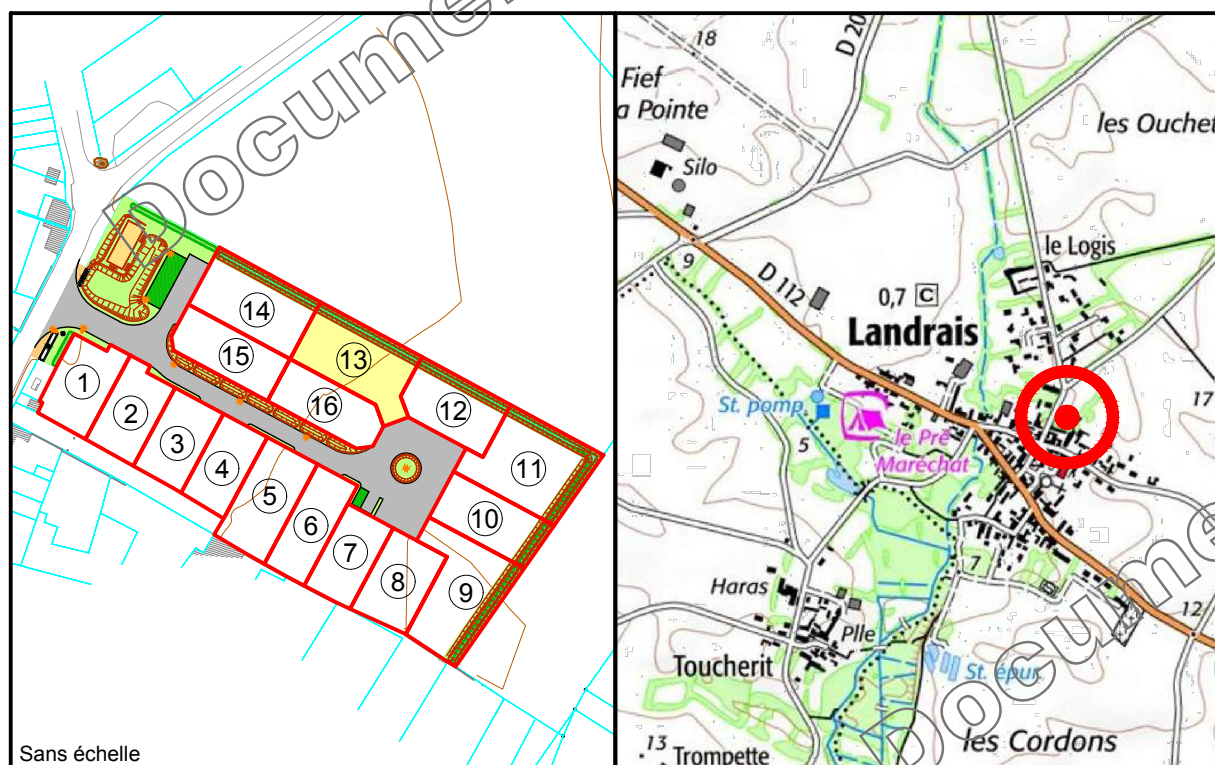 Docume
14
13
15
16
12
1
2
3
4
5
6
7
8
9
10
11
Sans échelle
18
D 20
Fief
a Pointe
les Ouchet
Silo
9
D 112
le Logis
0,7 C
Landrais
17
St. pomp
5
le Pré
Maréchat
7
Haras
Plle
12
Toucherit
St. épur.
les Cordons
13
Trompette
Docume